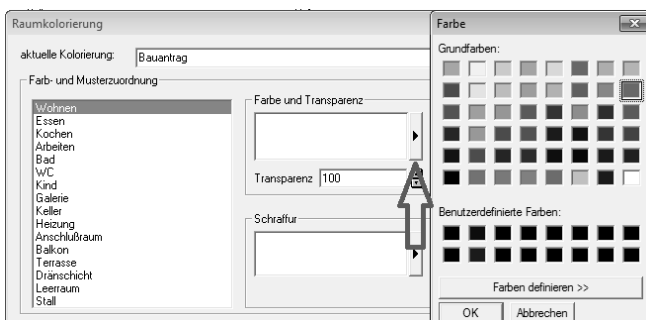 Raumkolorierung
aktuelle Kolorierung:
Bauantrag
Farb- und Musterzuordnung
Wohnen
Essen
Kochen
Arbeiten
Bad
WC
Kind
Galerie
Keller
Heizung
Anschlußraum
Balkon
Terrasse
Dränschicht
Leerraum
Stall
Farbe und Transparenz
Transparenz 100
Schraffur
Farbe
Grundfarben:
Benutzerdefinierte Farben:
Farben definieren >>
OK Abbrechen